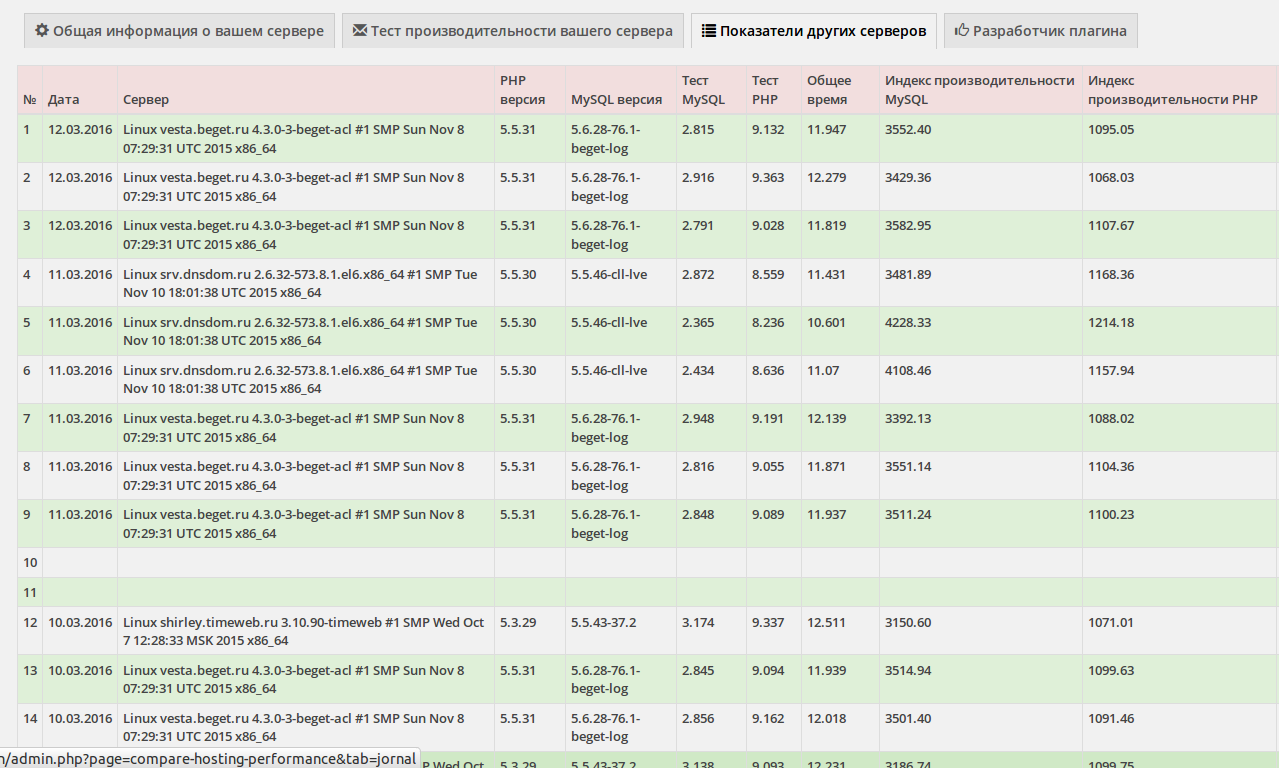 Общая информация о вашем сервере Тест производительности вашего сервера Показатели других серверов Разработчик плагина
№ Дата Сервер PHP версия MySQL версия Тест MySQL Тест PHP Общее время Индекс производительности MySQL Индекс производительности PHP
1 12.03.2016 Linux vesta.beget.ru 4.3.0-3-beget-acl #1 SMP Sun Nov 8 5.5.31 5.6.28-76.1- 2.815 9.132 11.947 3552.40 1095.05
07:29:31 UTC 2015 x86_64 beget-log
2 12.03.2016 Linux vesta.beget.ru 4.3.0-3-beget-acl #1 SMP Sun Nov 8 5.5.31 5.6.28-76.1- 2.916 9.363 12.279 3429.36 1068.03
07:29:31 UTC 2015 x86_64 beget-log
3 12.03.2016 Linux vesta.beget.ru 4.3.0-3-beget-acl #1 SMP Sun Nov 8 5.5.31 5.6.28-76.1- 2.791 9.028 11.819 3582.95 1107.67
07:29:31 UTC 2015 x86_64 beget-log
4 11.03.2016 Linux srv.dnsdom.ru 2.6.32-573.8.1.el6.x86_64 #1 SMP Tue 5.5.30 5.5.46-cll-lve 2.872 8.559 11.431 3481.89 1168.36
Nov 10 18:01:38 UTC 2015 x86_64
5 11.03.2016 Linux srv.dnsdom.ru 2.6.32-573.8.1.el6.x86_64 #1 SMP Tue 5.5.30 5.5.46-cll-lve 2.365 8.236 10.601 4228.33 1214.18
Nov 10 18:01:38 UTC 2015 x86_64
6 11.03.2016 Linux srv.dnsdom.ru 2.6.32-573.8.1.el6.x86_64 #1 SMP Tue 5.5.30 5.5.46-cll-lve 2.434 8.636 11.07 4108.46 1157.94
Nov 10 18:01:38 UTC 2015 x86_64
7 11.03.2016 Linux vesta.beget.ru 4.3.0-3-beget-acl #1 SMP Sun Nov 8 5.5.31 5.6.28-76.1- 2.948 9.191 12.139 3392.13 1088.02
07:29:31 UTC 2015 x86_64 beget-log
8 11.03.2016 Linux vesta.beget.ru 4.3.0-3-beget-acl #1 SMP Sun Nov 8 5.5.31 5.6.28-76.1- 2.816 9.055 11.871 3551.14 1104.36
07:29:31 UTC 2015 x86_64 beget-log
9 11.03.2016 Linux vesta.beget.ru 4.3.0-3-beget-acl #1 SMP Sun Nov 8 5.5.31 5.6.28-76.1- 2.848 9.089 11.937 3511.24 1100.23
07:29:31 UTC 2015 x86_64 beget-log
10
11
12 10.03.2016 Linux shirley.timeweb.ru 3.10.90-timeweb #1 SMP Wed Oct 5.3.29 5.5.43-37.2 3.174 9.337 12.511 3150.60 1071.01
7 12:28:33 MSK 2015 x86_64
13 10.03.2016 Linux vesta.beget.ru 4.3.0-3-beget-acl #1 SMP Sun Nov 8 5.5.31 5.6.28-76.1- 2.845 9.094 11.939 3514.94 1099.63
07:29:31 UTC 2015 x86_64 beget-log
14 10.03.2016 Linux vesta.beget.ru 4.3.0-3-beget-acl #1 SMP Sun Nov 8 5.5.31 5.6.28-76.1- 2.856 9.162 12.018 3501.40 1091.46
07:29:31 UTC 2015 x86_64 beget-log
n/admin.php?page=compare-hosting-performance&tab=jornal P Wed Oct 5.3.29 5.5.43-37.2 3.138 9.093 12.231 3186.74 1099.75